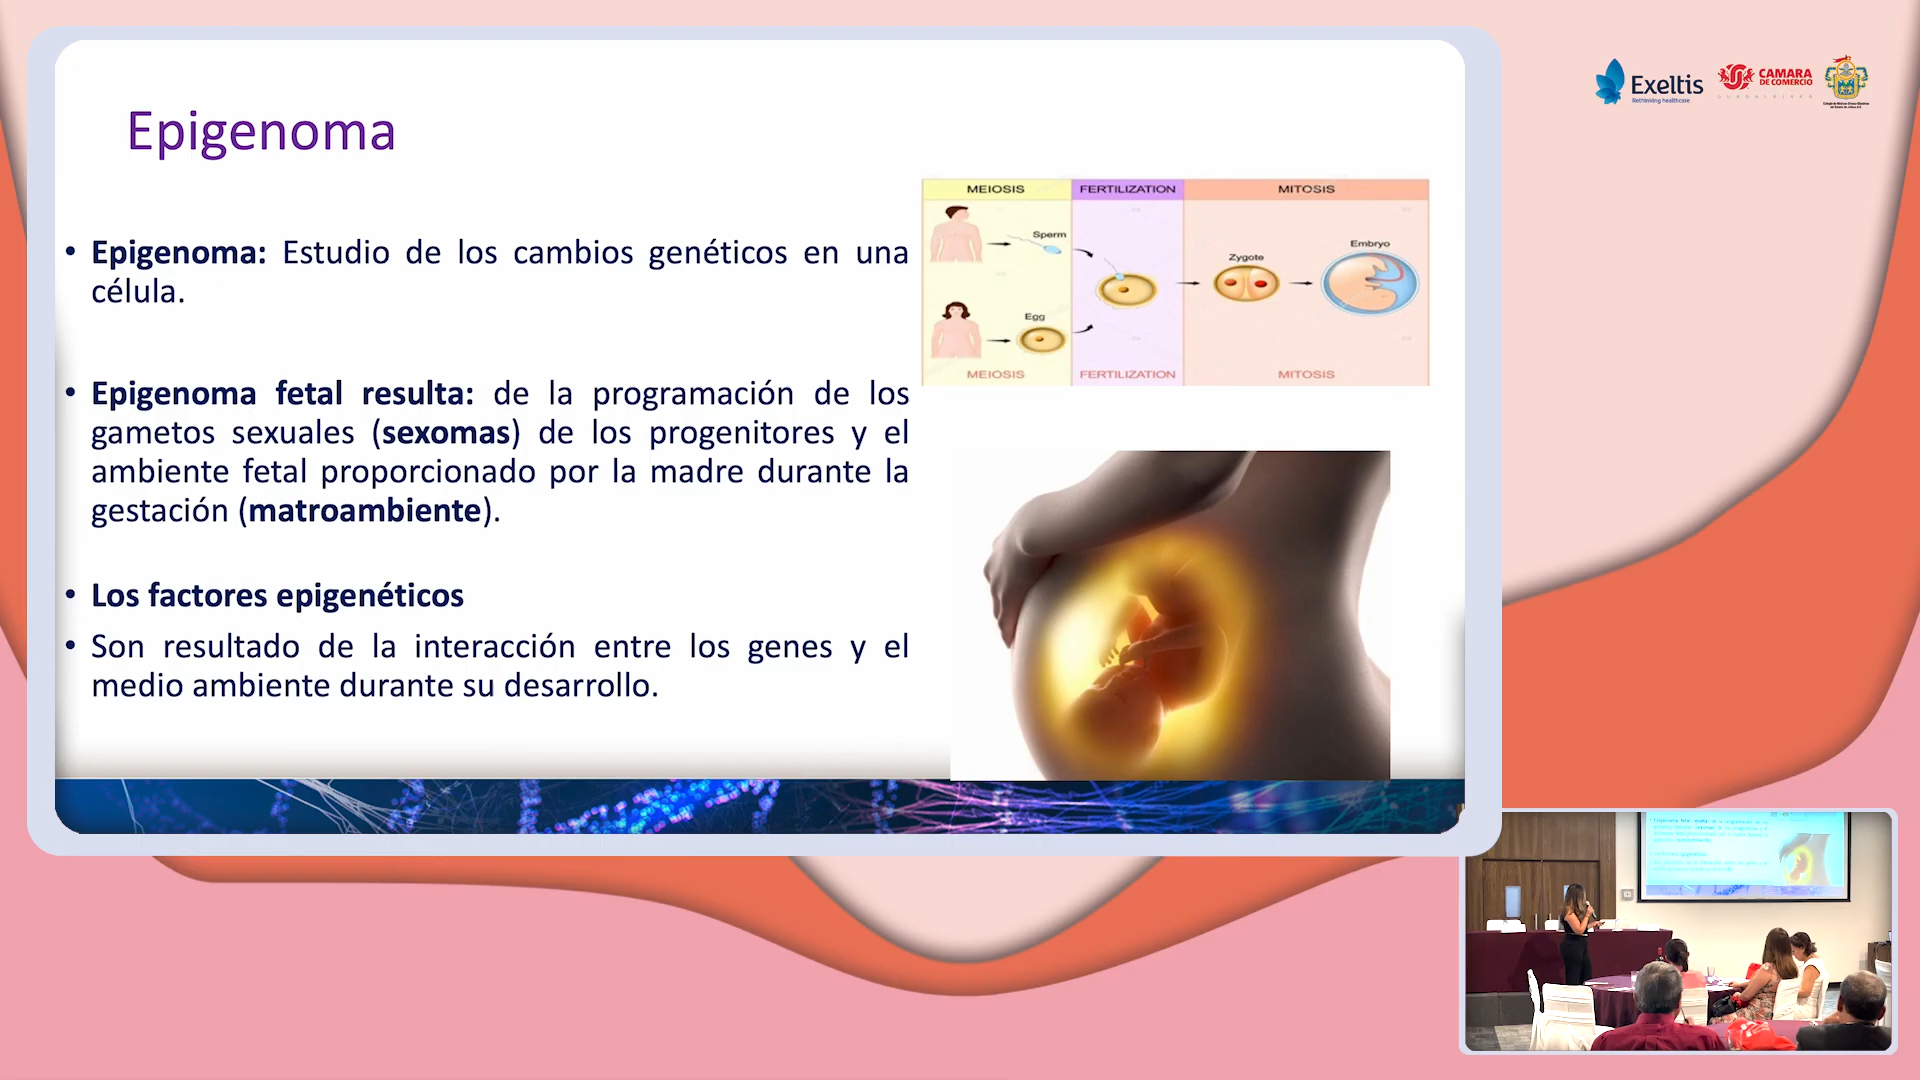 Epigenoma
• Epigenoma: Estudio de los cambios genéticos en una
célula.
• Epigenoma fetal resulta: de la programación de los
gametos sexuales (sexomas) de los progenitores y el
ambiente fetal proporcionado por la madre durante la
gestación (matroambiente).
• Los factores epigenéticos
• Son resultado de la interacción entre los genes y el
medio ambiente durante su desarrollo.
MEIOSIS FERTILIZATION MITOSIS
Sperm
Embryo
Zygote
Egg
MEIOSIS FERTILIZATION MITOSIS
Exeltis
Rethinking healthcare
CAMARA
DE COMERCIO
GUADALAJARA